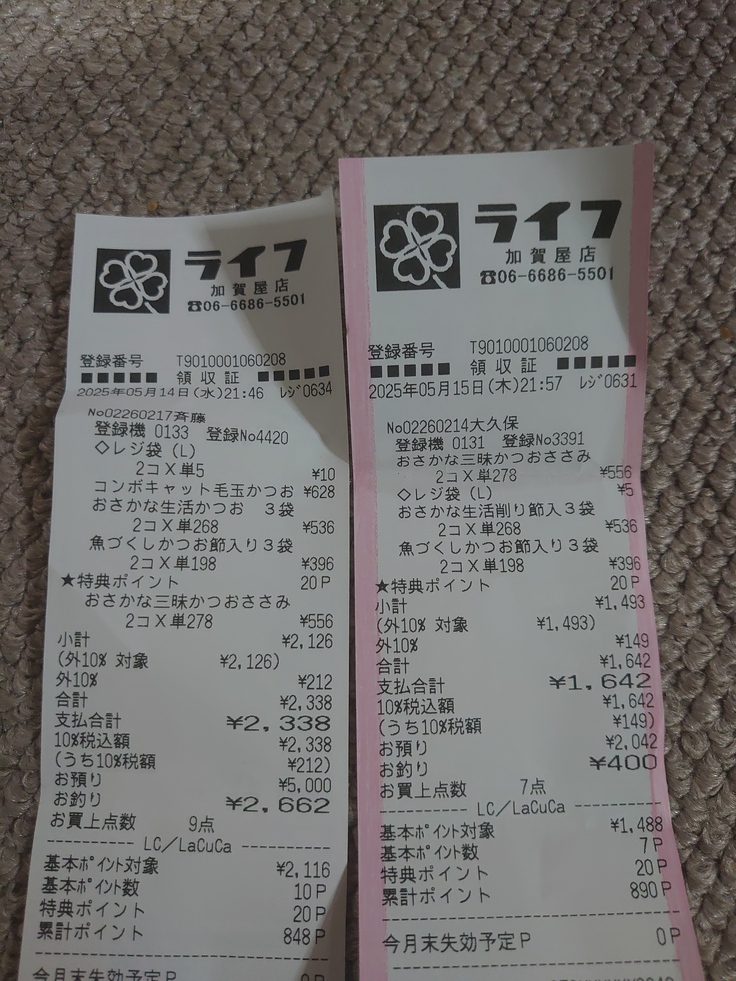 ライフ
加賀屋店
☎06-6686-5501
登録番号 T9010001060208
■■■■■ 領収証 ■■■■■
2025年05月14日(水)21:46 レジ0634
No02260217斉藤
登録機 0133 登録No4420
◇レジ袋(L)
2コX単5 ¥10
コンボキャット毛玉かつお ¥628
おさかな生活かつお 3袋
2コX単268 ¥536
魚づくしかつお節入り3袋
2コX単198 ¥396
★特典ポイント 20P
おさかな三昧かつおささみ
2コX単278 ¥556
小計 ¥2,126
(外10% 対象 ¥2,126)
外10% ¥212
合計 ¥2,338
支払合計 ¥2,338
10%税込額 ¥2,338
(うち10%税額 ¥212)
お預り ¥5,000
お釣り ¥2,662
お買上点数 9点
---------- LC/LaCuCa ----------
基本ポイント対象 ¥2,116
基本ポイント数 10P
特典ポイント 20P
累計ポイント 848P
今月末失効予定P 0P
ライフ
加賀屋店
☎06-6686-5501
登録番号 T9010001060208
■■■■■ 領収証 ■■■■■
2025年05月15日(木)21:57 レジ0631
No02260214大久保
登録機 0131 登録No3391
おさかな三昧かつおささみ
2コX単278 ¥556
◇レジ袋(L) ¥5
おさかな生活削り節入3袋
2コX単268 ¥536
魚づくしかつお節入り3袋
2コX単198 ¥396
★特典ポイント 20P
小計 ¥1,493
(外10% 対象 ¥1,493)
外10% ¥149
合計 ¥1,642
支払合計 ¥1,642
10%税込額 ¥1,642
(うち10%税額 ¥149)
お預り ¥2,042
お釣り ¥400
お買上点数 7点
---------- LC/LaCuCa ----------
基本ポイント対象 ¥1,488
基本ポイント数 7P
特典ポイント 20P
累計ポイント 890P
今月末失効予定P 0P